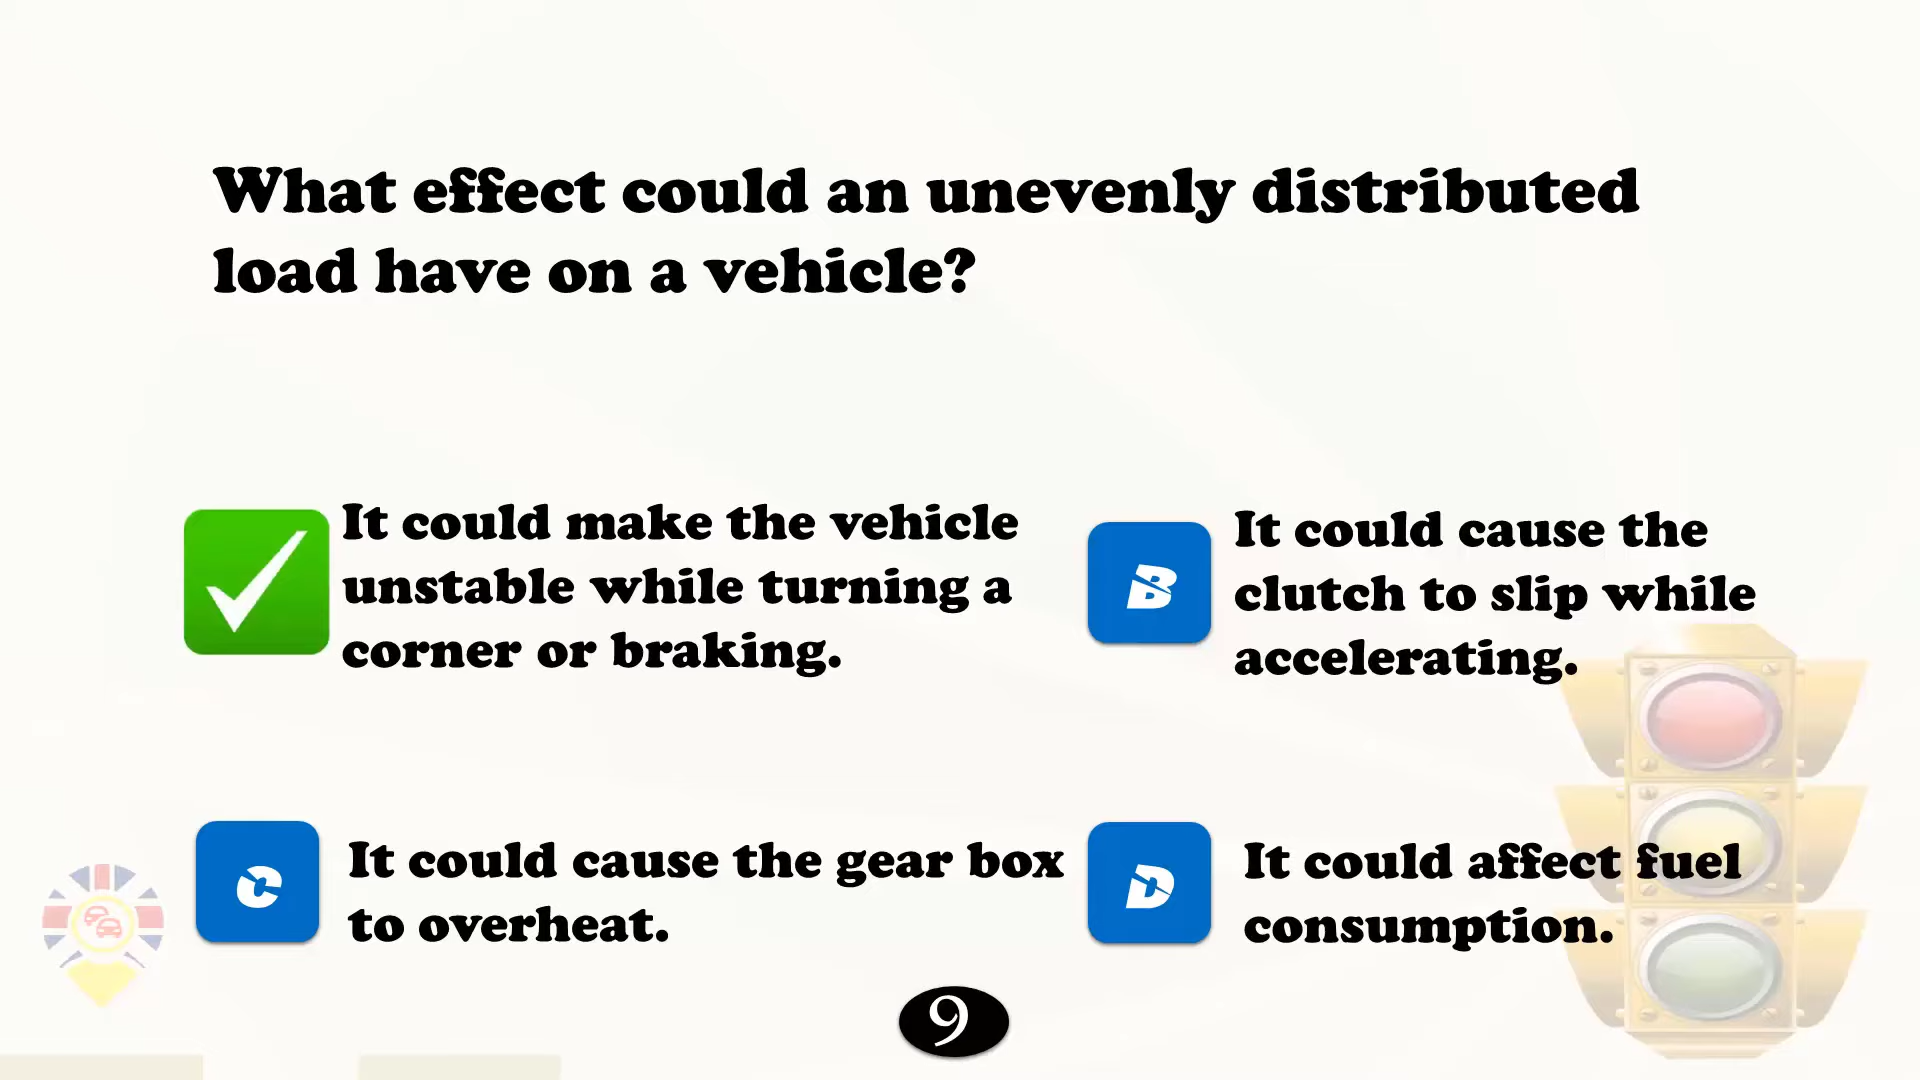 What effect could an unevenly distributed
load have on a vehicle?
It could make the vehicle
unstable while turning a
corner or braking.
B
It could cause the
clutch to slip while
accelerating.
C
It could cause the gear box
to overheat.
D
It could affect fuel
consumption.
9